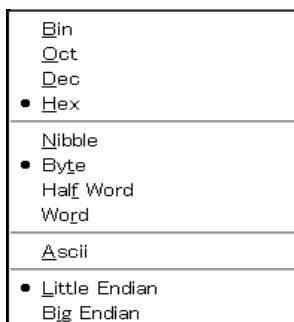 Bin
Oct
Dec
Hex
Nibble
Byte
Half Word
Word
Ascii
Little Endian
Big Endian